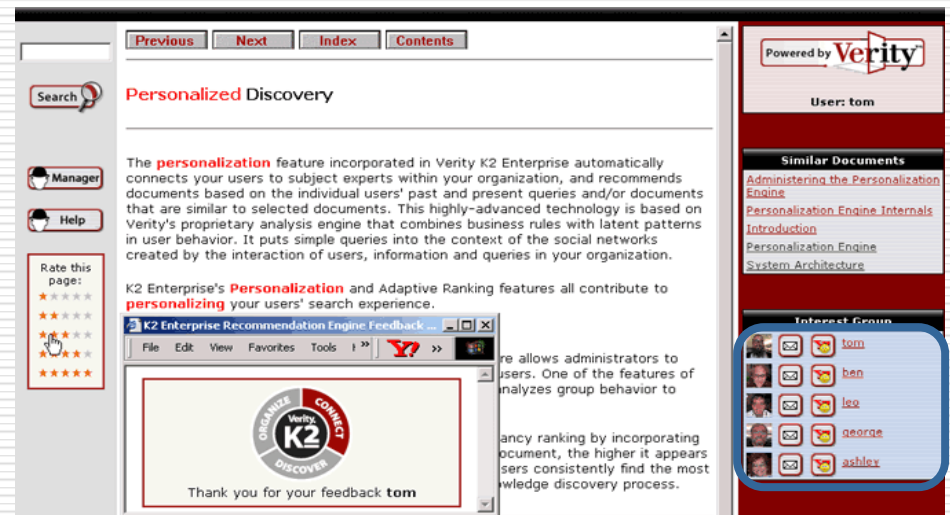 Search
Manager
Help
Rate this
page:
Previous
Next
Index
Contents
Personalized Discovery
The personalization feature incorporated in Verity K2 Enterprise automatically
connects your users to subject experts within your organization, and recommends
documents based on the individual users' past and present queries and/or documents
that are similar to selected documents. This highly-advanced technology is based on
Verity's proprietary analysis engine that combines business rules with latent patterns
in user behavior. It puts simple queries into the context of the social networks
created by the interaction of users, information and queries in your organization.
K2 Enterprise's Personalization and Adaptive Ranking features all contribute to
personalizing your users' search experience.
re allows administrators to
users. One of the features of
analyzes group behavior to
ancy ranking by incorporating
ocument, the higher it appears
sers consistently find the most
wledge discovery process.
K2 Enterprise Recommendation Engine Feedback ...
File Edit View Favorites Tools »
Y! »
ORGANIZE
CONNECT
DISCOVER
Verity
K2
Thank you for your feedback tom
Powered by Verity
User: tom
Similar Documents
Administering the Personalization
Engine
Personalization Engine Internals
Introduction
Personalization Engine
System Architecture
Interest Group
tom
ben
leo
george
ashley